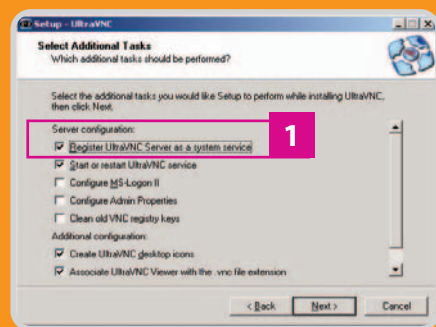 Setup - UltraVNC
Select Additional Tasks
Which additional tasks should be performed?
Select the additional tasks you would like Setup to perform while installing UltraVNC,
then click Next.
Server configuration:
1
Register UltraVNC Server as a system service
Start or restart UltraVNC service
Configure MS-Logon II
Configure Admin Properties
Clean old VNC registry keys
Additional configuration:
Create UltraVNC desktop icons
Associate UltraVNC Viewer with the .vnc file extension
< Back
Next >
Cancel